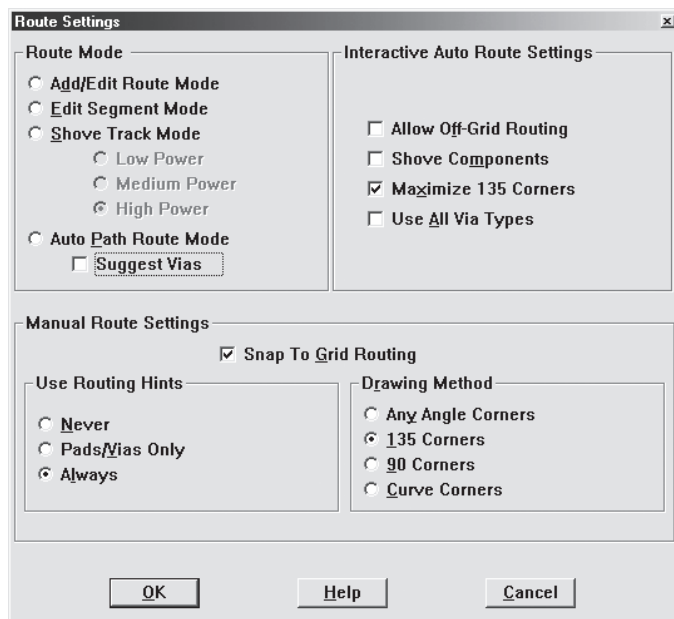 Route Settings
Route Mode
Add/Edit Route Mode
Edit Segment Mode
Shove Track Mode
Low Power
Medium Power
High Power
Auto Path Route Mode
Suggest Vias
Interactive Auto Route Settings
Allow Off-Grid Routing
Shove Components
Maximize 135 Corners
Use All Via Types
Manual Route Settings
Snap To Grid Routing
Use Routing Hints
Never
Pads/Vias Only
Always
Drawing Method
Any Angle Corners
135 Corners
90 Corners
Curve Corners
OK
Help
Cancel